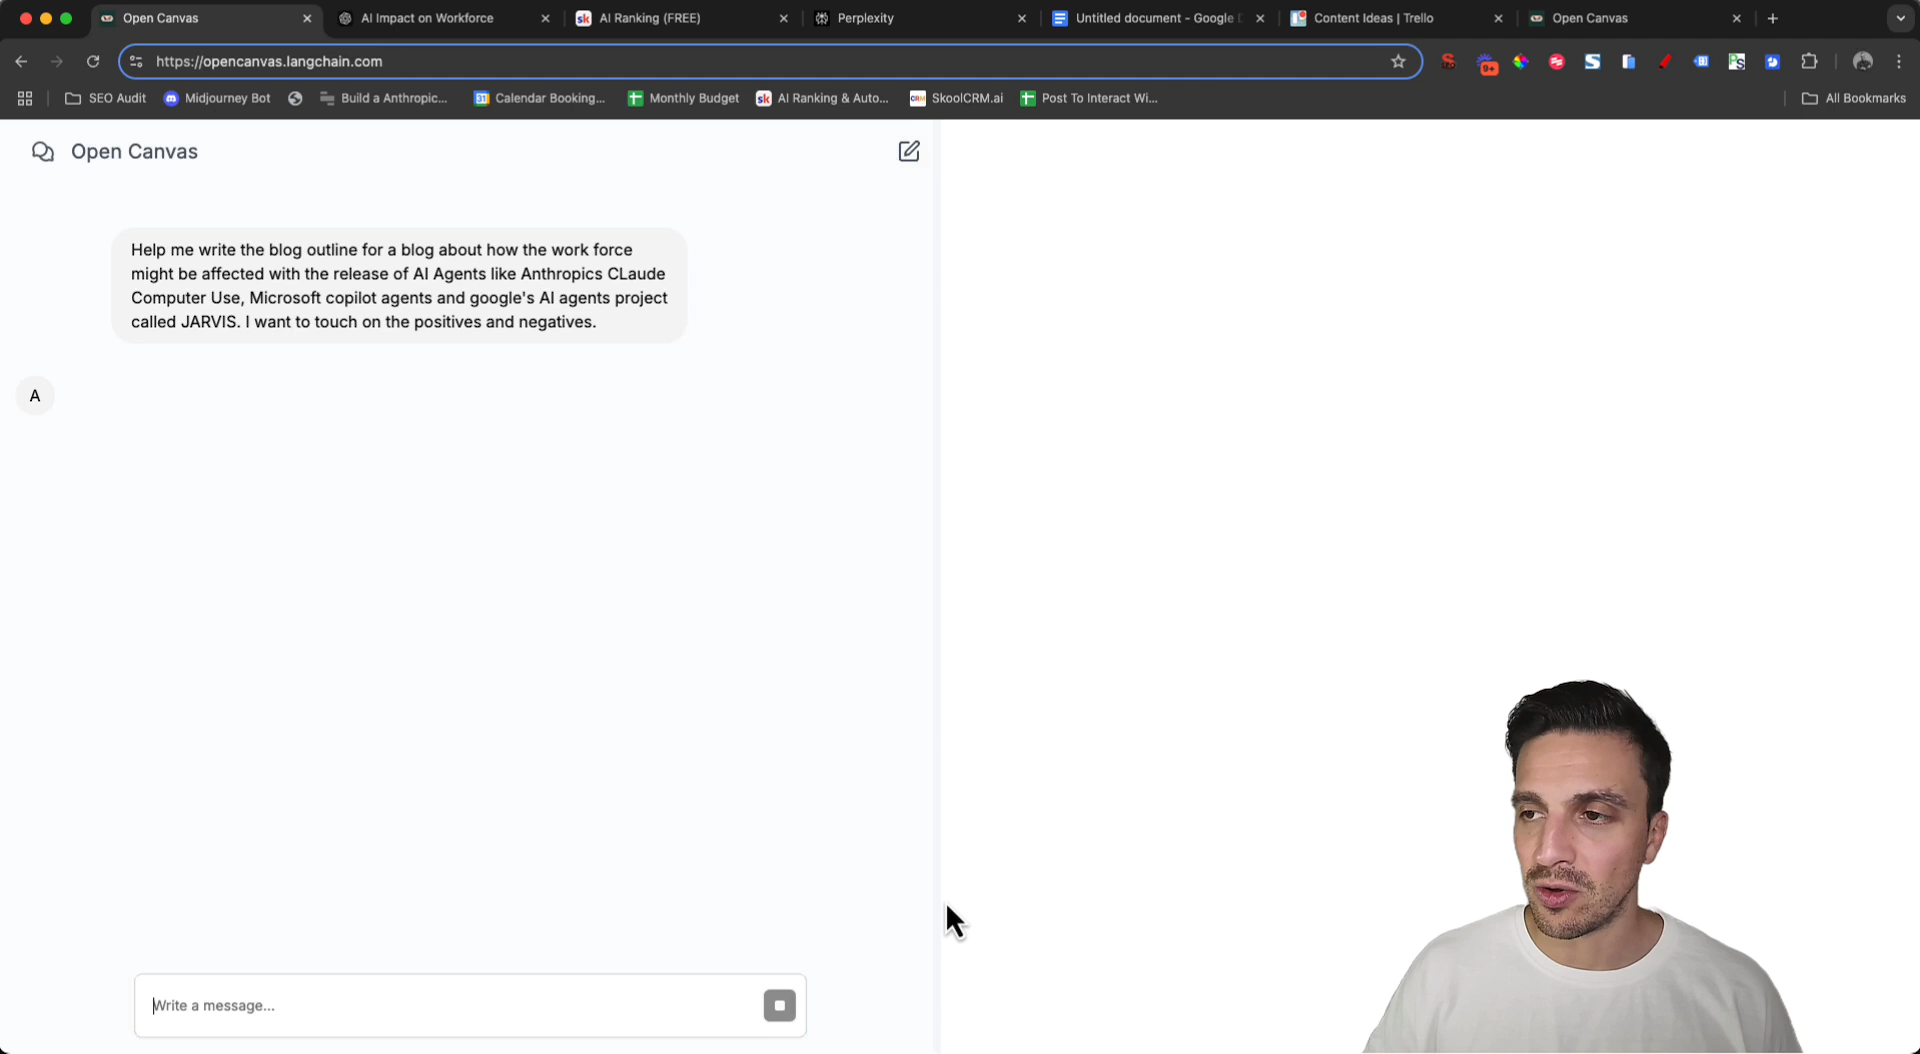 Open Canvas
AI Impact on Workforce
AI Ranking (FREE)
Perplexity
Untitled document - Google D
Content Ideas | Trello
Open Canvas
https://opencanvas.langchain.com
9+
SEO Audit
Midjourney Bot
Build a Anthropic...
Calendar Booking...
Monthly Budget
AI Ranking & Auto...
SkoolCRM.ai
Post To Interact Wi...
All Bookmarks
Open Canvas
Help me write the blog outline for a blog about how the work force
might be affected with the release of AI Agents like Anthropics CLaude
Computer Use, Microsoft copilot agents and google's AI agents project
called JARVIS. I want to touch on the positives and negatives.
A
Write a message...